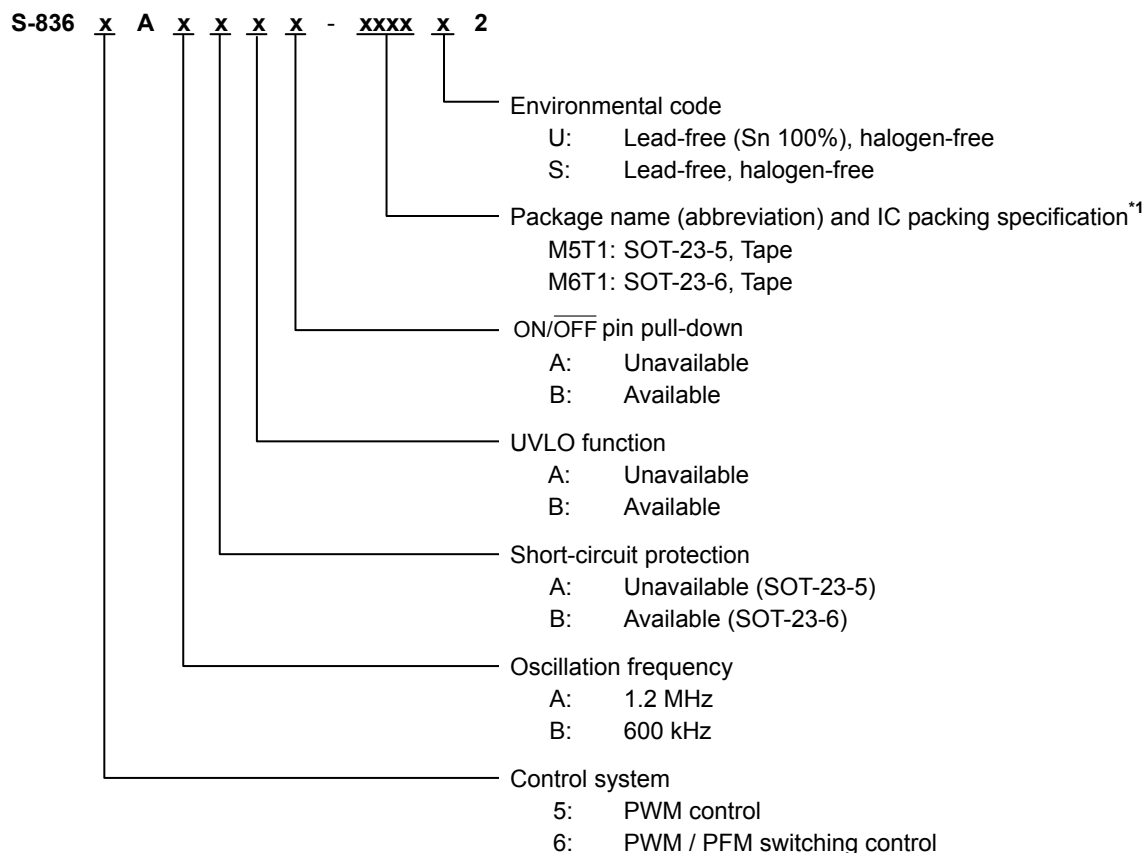 S-836 x A x x x x - xxxx x 2
Environmental code
U: Lead-free (Sn 100%), halogen-free
S: Lead-free, halogen-free
Package name (abbreviation) and IC packing specification*1
M5T1: SOT-23-5, Tape
M6T1: SOT-23-6, Tape
ON/OFF pin pull-down
A: Unavailable
B: Available
UVLO function
A: Unavailable
B: Available
Short-circuit protection
A: Unavailable (SOT-23-5)
B: Available (SOT-23-6)
Oscillation frequency
A: 1.2 MHz
B: 600 kHz
Control system
5: PWM control
6: PWM / PFM switching control